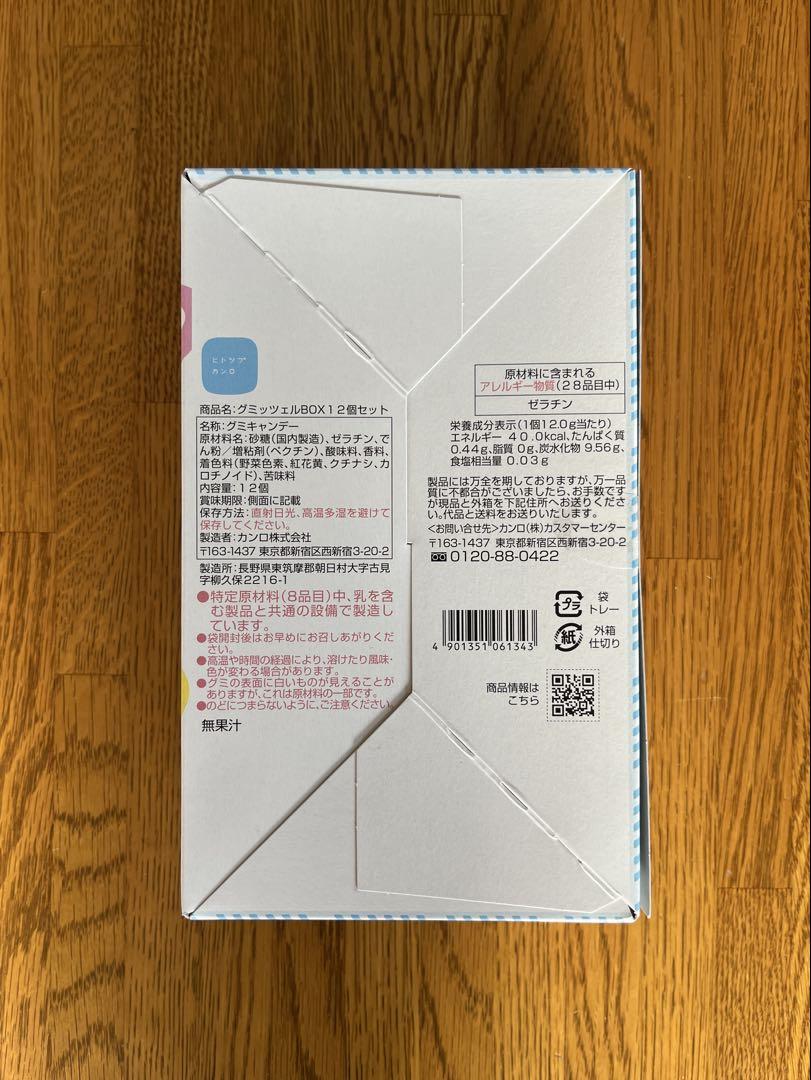 ヒトツブ
カンロ
商品名:グミッツェルBOX12個セット
名称:グミキャンデー
原材料名:砂糖(国内製造)、ゼラチン、で
ん粉／増粘剤(ペクチン)、酸味料、香料、
着色料(野菜色素、紅花黄、クチナシ、カ
ロチノイド)、苦味料
内容量:12個
賞味期限:側面に記載
保存方法:直射日光、高温多湿を避けて
保存してください。
製造者:カンロ株式会社
〒163-1437 東京都新宿区西新宿3-20-2
製造所:長野県東筑摩郡朝日村大字古見
字柳久保2216-1
●特定原材料(8品目)中、乳を含
む製品と共通の設備で製造し
ています。
●袋開封後はお早めにお召しあがりくだ
さい。
●高温や時間の経過により、溶けたり風味・
色が変わる場合があります。
●グミの表面に白いものが見えることが
ありますが、これは原材料の一部です。
●のどにつまらないように、ご注意ください。
無果汁
原材料に含まれる
アレルギー物質(28品目中)
ゼラチン
栄養成分表示(1個12.0g当たり)
エネルギー 40.0kcal、たんぱく質
0.44g、脂質 0g、炭水化物 9.56g、
食塩相当量 0.03g
製品には万全を期しておりますが、万一品
質に不都合がございましたら、お手数です
が現品と外箱を下記住所へお送りくださ
い。代品と送料をお送りいたします。
<お問い合せ先>カンロ(株)カスタマーセンター
〒163-1437 東京都新宿区西新宿3-20-2
0120-88-0422
プラ
袋
トレー
紙
外箱
仕切り
4 901351 061343
商品情報は
こちら